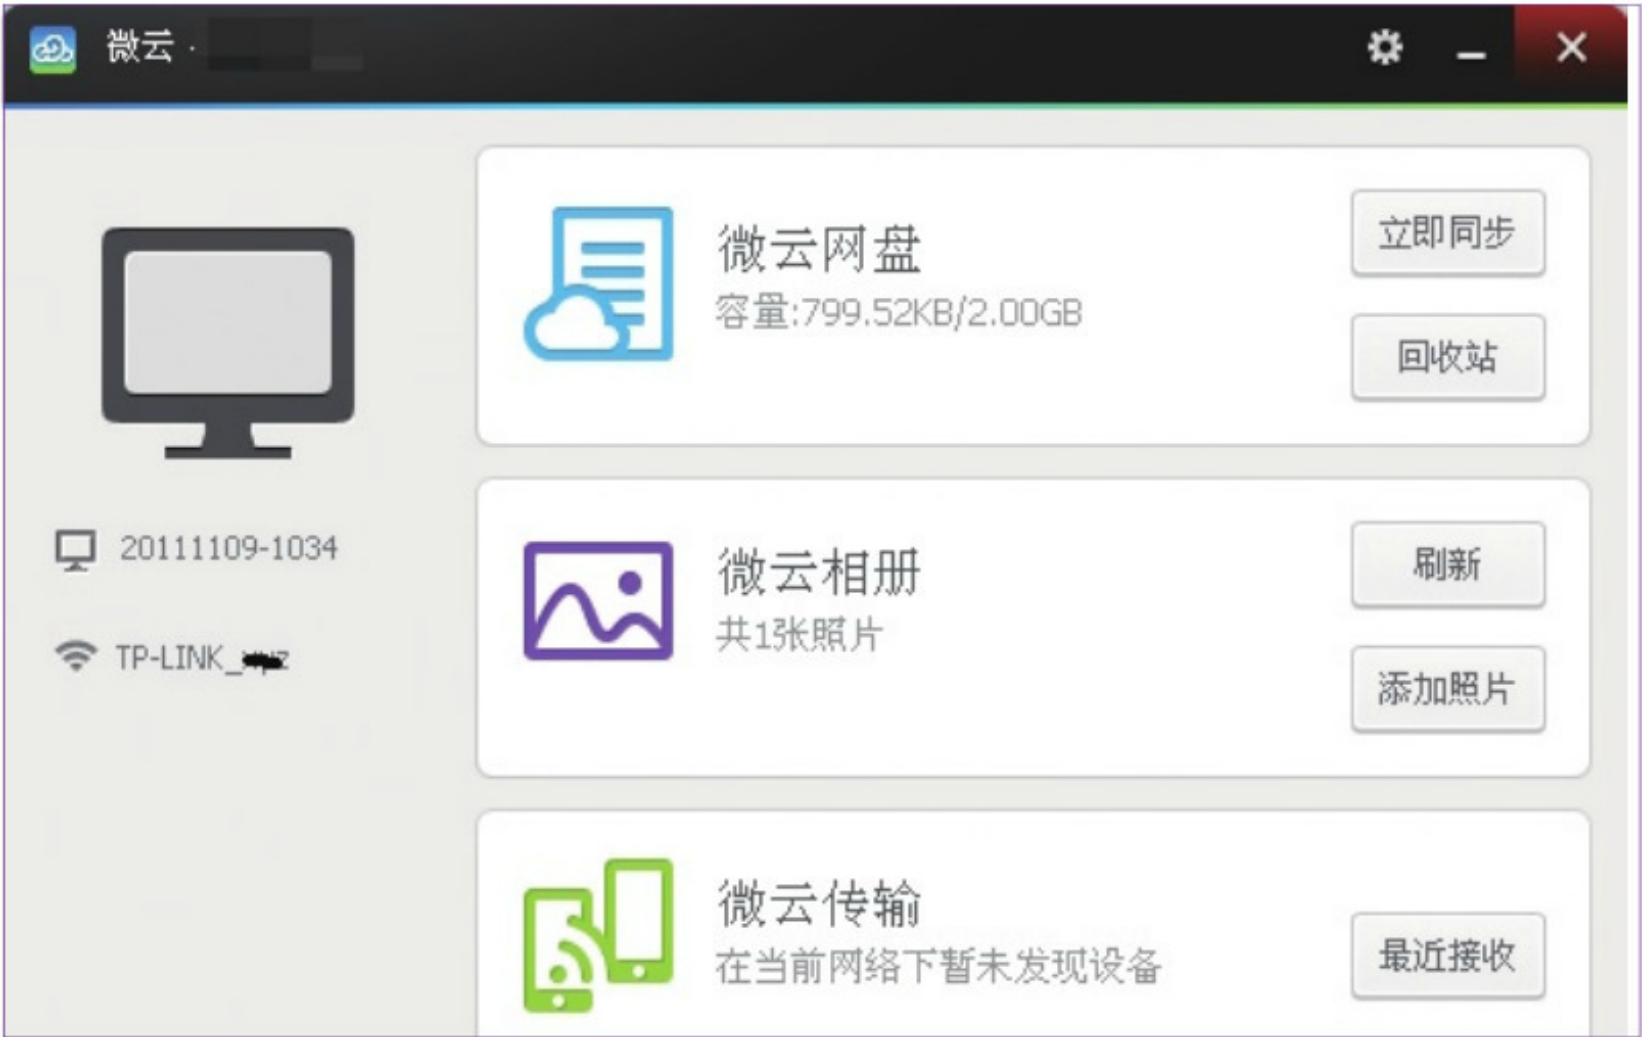 微云 ·
微云网盘
容量:799.52KB/2.00GB
立即同步
回收站
20111109-1034
TP-LINK_
微云相册
共1张照片
刷新
添加照片
微云传输
在当前网络下暂未发现设备
最近接收